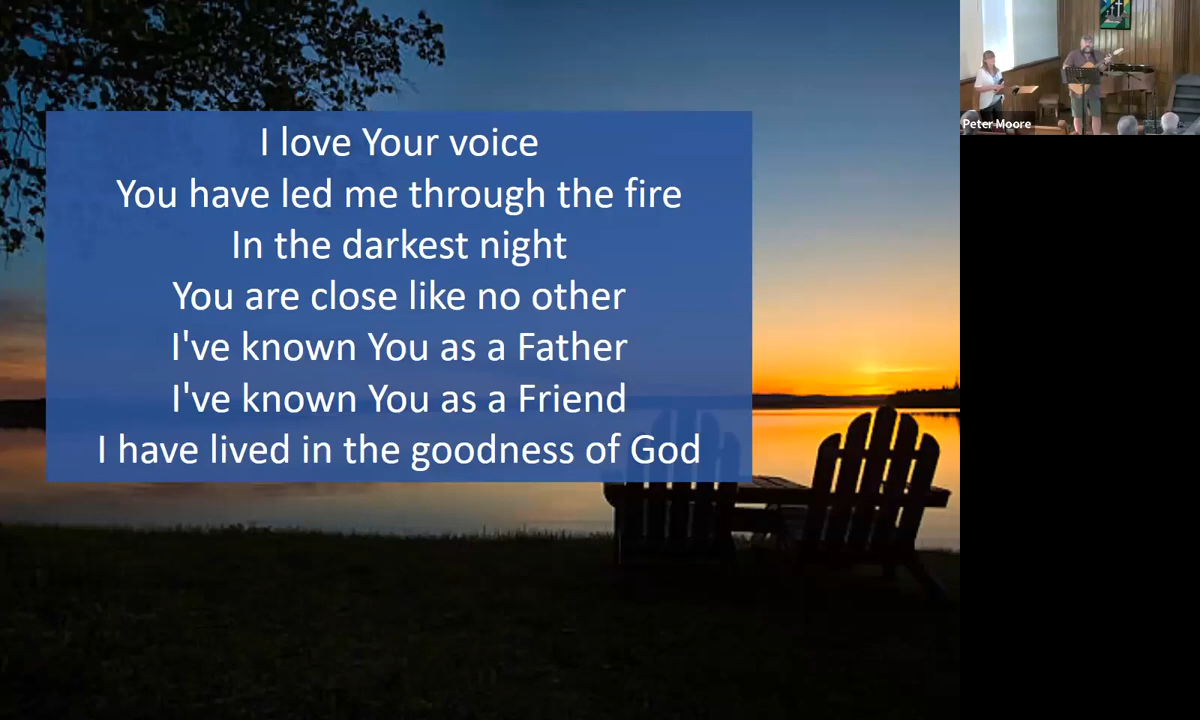 I love Your voice
You have led me through the fire
In the darkest night
You are close like no other
I've known You as a Father
I've known You as a Friend
I have lived in the goodness of God
Peter Moore